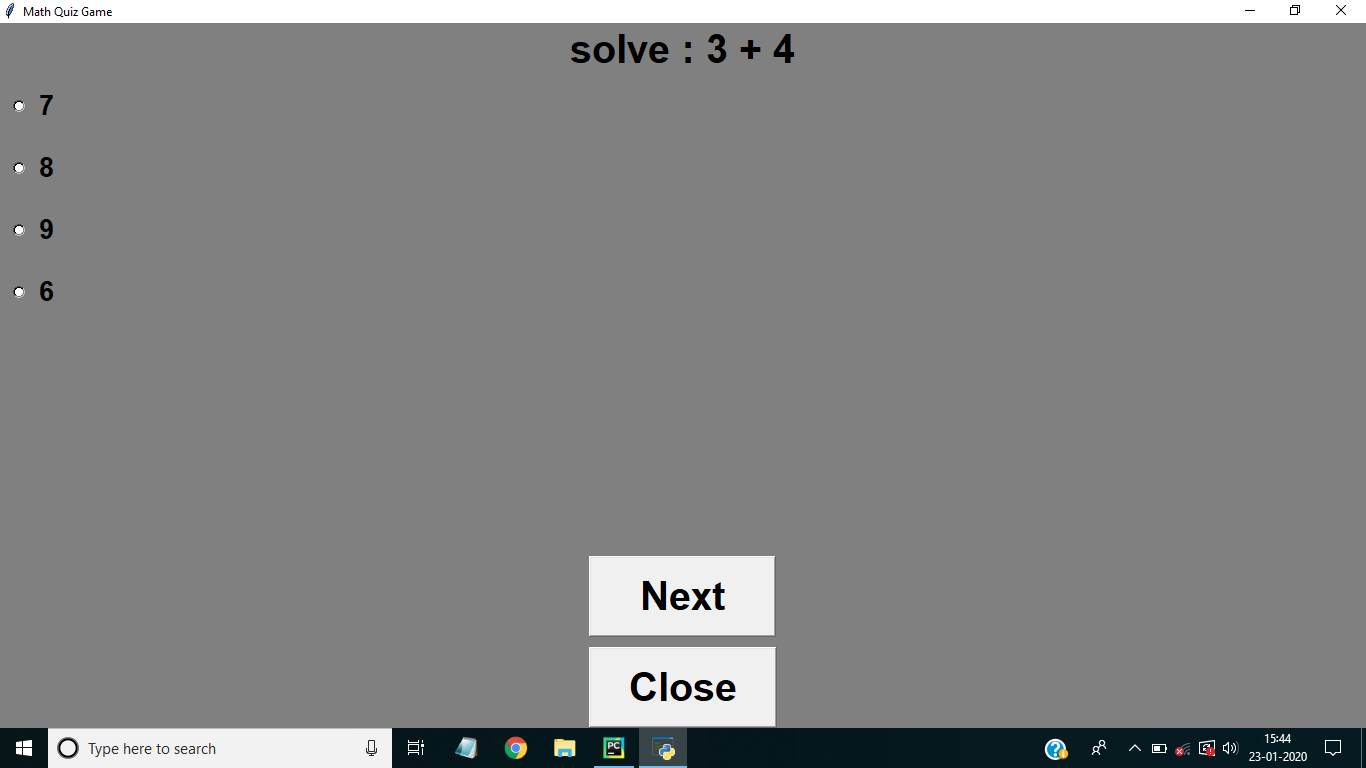 Math Quiz Game
solve : 3 + 4
7
8
9
6
Next
Close
Type here to search
PC
15:44
23-01-2020